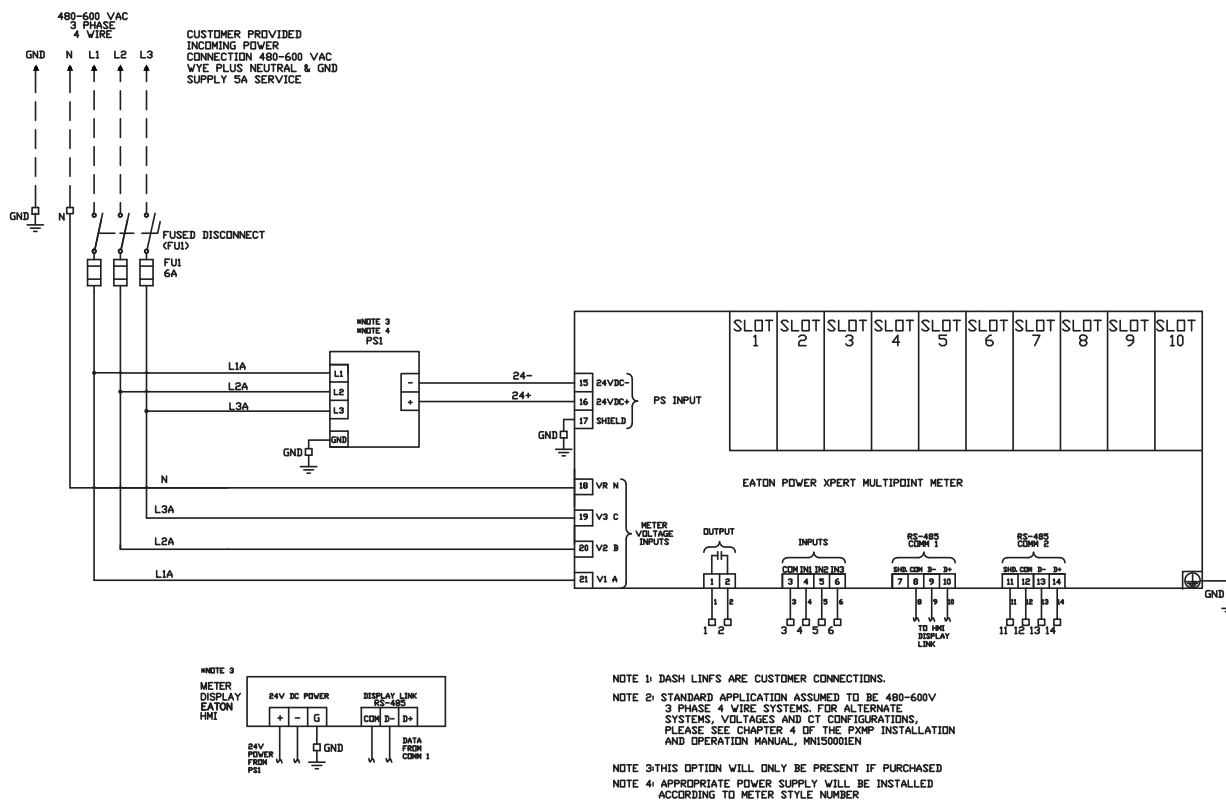 480-600 VAC
3 PHASE
4 WIRE
GND N L1 L2 L3
CUSTOMER PROVIDED
INCOMING POWER
CONNECTION 480-600 VAC
WYE PLUS NEUTRAL & GND
SUPPLY 5A SERVICE
GND
N
FUSED DISCONNECT
(FU1)
FU1
6A
*NOTE 3
*NOTE 4
PS1
L1A
L2A
L3A
L1
L2
L3
GND
-
+
GND
24-
24+
15 24VDC-
16 24VDC+
17 SHIELD
PS INPUT
GND
SLOT 1
SLOT 2
SLOT 3
SLOT 4
SLOT 5
SLOT 6
SLOT 7
SLOT 8
SLOT 9
SLOT 10
EATON POWER XPERT MULTIPOINT METER
N
L3A
L2A
L1A
18 VR N
19 V3 C
20 V2 B
21 V1 A
METER
VOLTAGE
INPUTS
OUTPUT
1 2
1 2
1 2
INPUTS
COM IN1 IN2 IN3
3 4 5 6
3 4 5 6
3 4 5 6
RS-485
COMM 1
SHD. COM D- D+
7 8 9 10
8 9 10
TO HMI
DISPLAY
LINK
RS-485
COMM 2
SHD. COM D- D+
11 12 13 14
11 12 13 14
11 12 13 14
GND
*NOTE 3
METER
DISPLAY
EATON
HMI
24V DC POWER
+ - G
DISPLAY LINK
RS-485
COM D- D+
24V
POWER
FROM
PS1
GND
DATA
FROM
COMM 1
NOTE 1: DASH LINFS ARE CUSTOMER CONNECTIONS.
NOTE 2: STANDARD APPLICATION ASSUMED TO BE 480-600V
3 PHASE 4 WIRE SYSTEMS. FOR ALTERNATE
SYSTEMS, VOLTAGES AND CT CONFIGURATIONS,
PLEASE SEE CHAPTER 4 OF THE PXMP INSTALLATION
AND OPERATION MANUAL, MN150001EN
NOTE 3:THIS OPTION WILL ONLY BE PRESENT IF PURCHASED
NOTE 4: APPROPRIATE POWER SUPPLY WILL BE INSTALLED
ACCORDING TO METER STYLE NUMBER